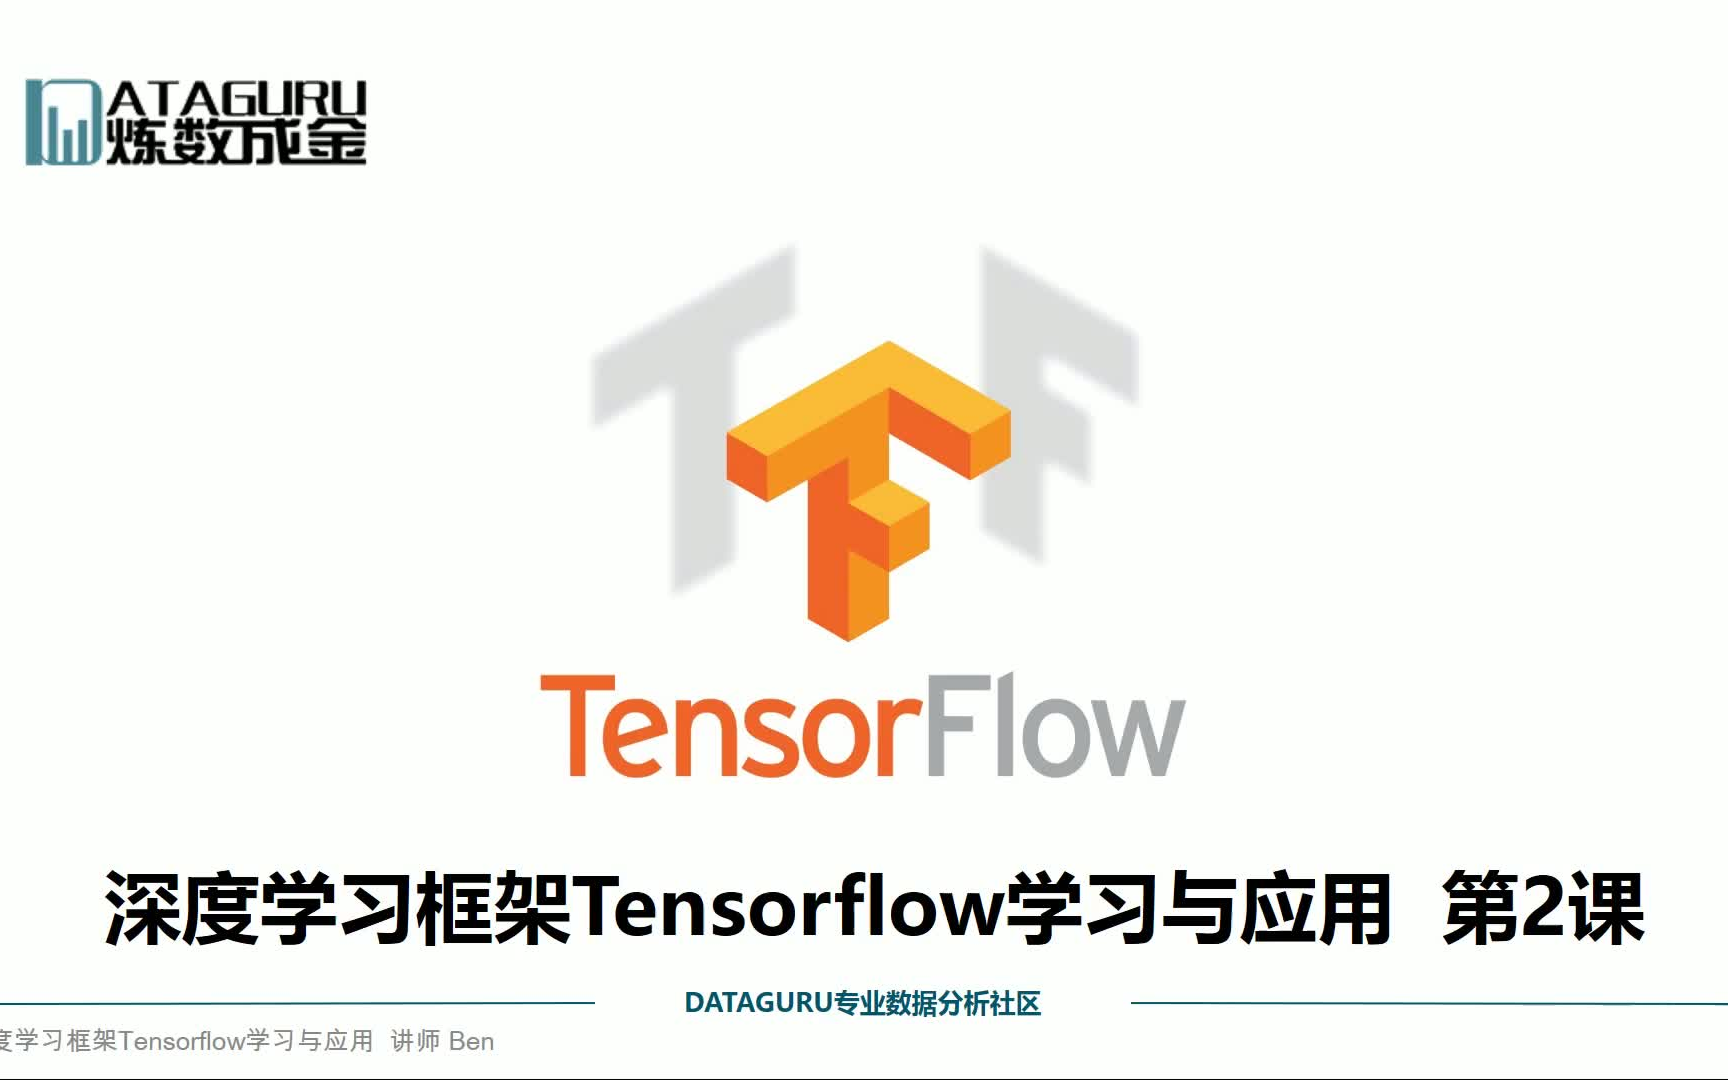 DATAGURU
炼数成金
TensorFlow
深度学习框架Tensorflow学习与应用 第2课
DATAGURU专业数据分析社区
度学习框架Tensorflow学习与应用 讲师 Ben